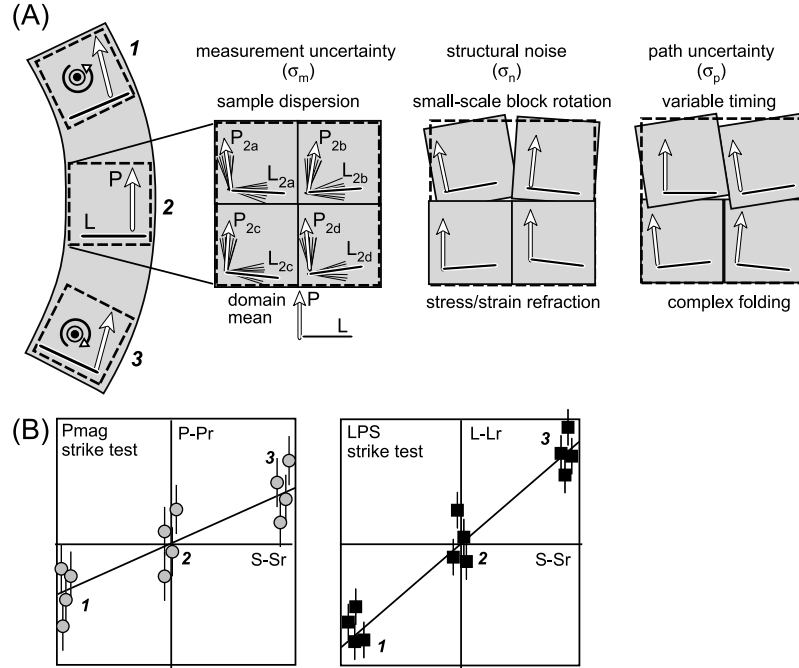 (A)
1
P
L
2
3
measurement uncertainty
(σm)
sample dispersion
P2a
L2a
P2b
L2b
P2c
L2c
P2d
L2d
domain
mean
P
L
structural noise
(σn)
small-scale block rotation
stress/strain refraction
path uncertainty
(σp)
variable timing
complex folding
(B)
Pmag
strike test
P-Pr
3
2
S-Sr
1
LPS
strike test
L-Lr
3
2
S-Sr
1